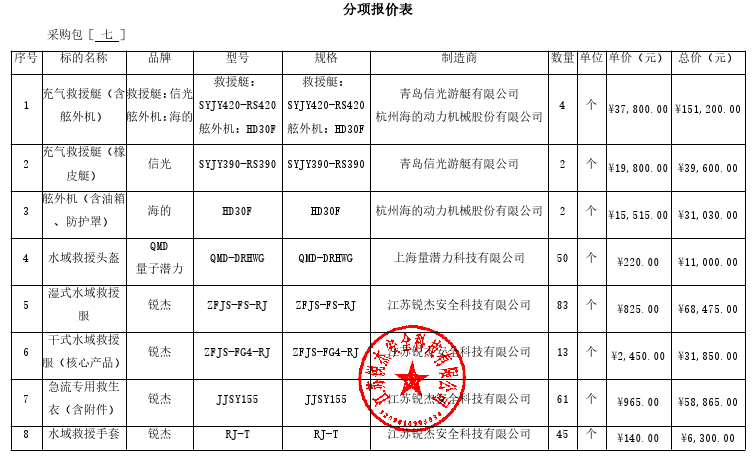 分项报价表
采购包［ 七 ］
序号 标的名称 品牌 型号 规格 制造商 数量 单位 单价（元） 总价（元）
1 充气救援艇（含舷外机） 救援艇：信光 舷外机：海的 救援艇：SYJY420-RS420 舷外机：HD30F 救援艇：SYJY420-RS420 舷外机：HD30F 青岛信光游艇有限公司 杭州海的动力机械股份有限公司 4 个 ¥37,800.00 ¥151,200.00
2 充气救援艇（橡皮艇） 信光 SYJY390-RS390 SYJY390-RS390 青岛信光游艇有限公司 2 个 ¥19,800.00 ¥39,600.00
3 舷外机（含油箱、防护罩） 海的 HD30F HD30F 杭州海的动力机械股份有限公司 2 个 ¥15,515.00 ¥31,030.00
4 水域救援头盔 QMD 量子潜力 QMD-DRHWG QMD-DRHWG 上海量潜力科技有限公司 50 个 ¥220.00 ¥11,000.00
5 湿式水域救援服 锐杰 ZFJS-FS-RJ ZFJS-FS-RJ 江苏锐杰安全科技有限公司 83 个 ¥825.00 ¥68,475.00
6 干式水域救援服（核心产品） 锐杰 ZFJS-FG4-RJ ZFJS-FG4-RJ 江苏锐杰安全科技有限公司 13 个 ¥2,450.00 ¥31,850.00
7 急流专用救生衣（含附件） 锐杰 JJSY155 JJSY155 江苏锐杰安全科技有限公司 61 个 ¥965.00 ¥58,865.00
8 水域救援手套 锐杰 RJ-T RJ-T 江苏锐杰安全科技有限公司 45 个 ¥140.00 ¥6,300.00
江苏锐杰安全科技有限公司